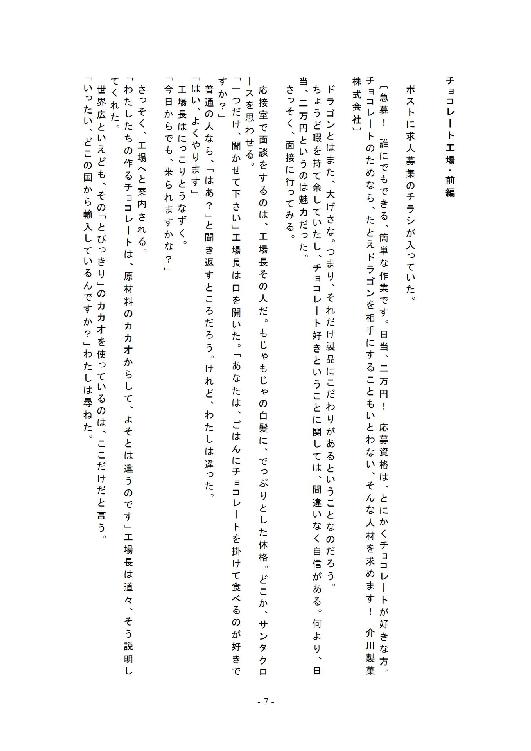 チョコレート工場・前編
ポストに求人募集のチラシが入っていた。
〔急募！　誰にでもできる、簡単な作業です。日当、二万円！　応募資格は、とにかくチョコレートが好きな方。
チョコレートのためなら、たとえドラゴンを相手にすることもいとわない、そんな人材を求めます！　介川製菓
株式会社〕
ドラゴンとはまた、大げさな。つまり、それだけ製品にこだわりがあるということなのだろう。
ちょうど暇を持て余していたし、チョコレート好きということに関しては、間違いなく自信がある。何より、日
当、二万円というのは魅力だった。
さっそく、面接に行ってみる。
応接室で面談をするのは、工場長その人だ。もじゃもじゃの白髪に、でっぷりとした体格。どこか、サンタクロ
ースを思わせる。
「一つだけ、聞かせて下さい」工場長は口を開いた。「あなたは、ごはんにチョコレートを掛けて食べるのが好きで
すか？」
普通の人なら、「はあ？」と聞き返すところだろう。けれど、わたしは違った。
「はい、よくやります」
工場長はにっこりとうなずく。
「今日からでも、来られますかな？」
さっそく、工場へと案内される。
「わたしたちの作るチョコレートは、原材料のカカオからして、よそとは違うのです」工場長は道々、そう説明し
てくれた。
世界広といえども、その「とびっきり」のカカオを使っているのは、ここだけだと言う。
「いったい、どこの国から輸入しているんですか？」わたしは尋ねた。
- 7 -